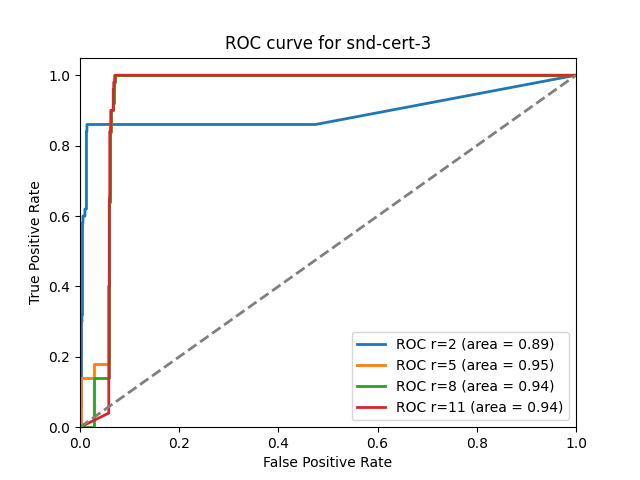 ROC curve for snd-cert-3
True Positive Rate
1.0
0.8
0.6
0.4
0.2
0.0
0.0 0.2 0.4 0.6 0.8 1.0
False Positive Rate
ROC r=2 (area = 0.89)
ROC r=5 (area = 0.95)
ROC r=8 (area = 0.94)
ROC r=11 (area = 0.94)